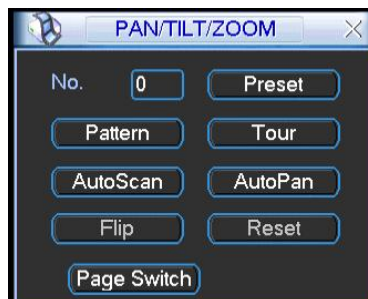 PAN/TILT/ZOOM
No. 0 Preset
Pattern Tour
AutoScan AutoPan
Flip Reset
Page Switch